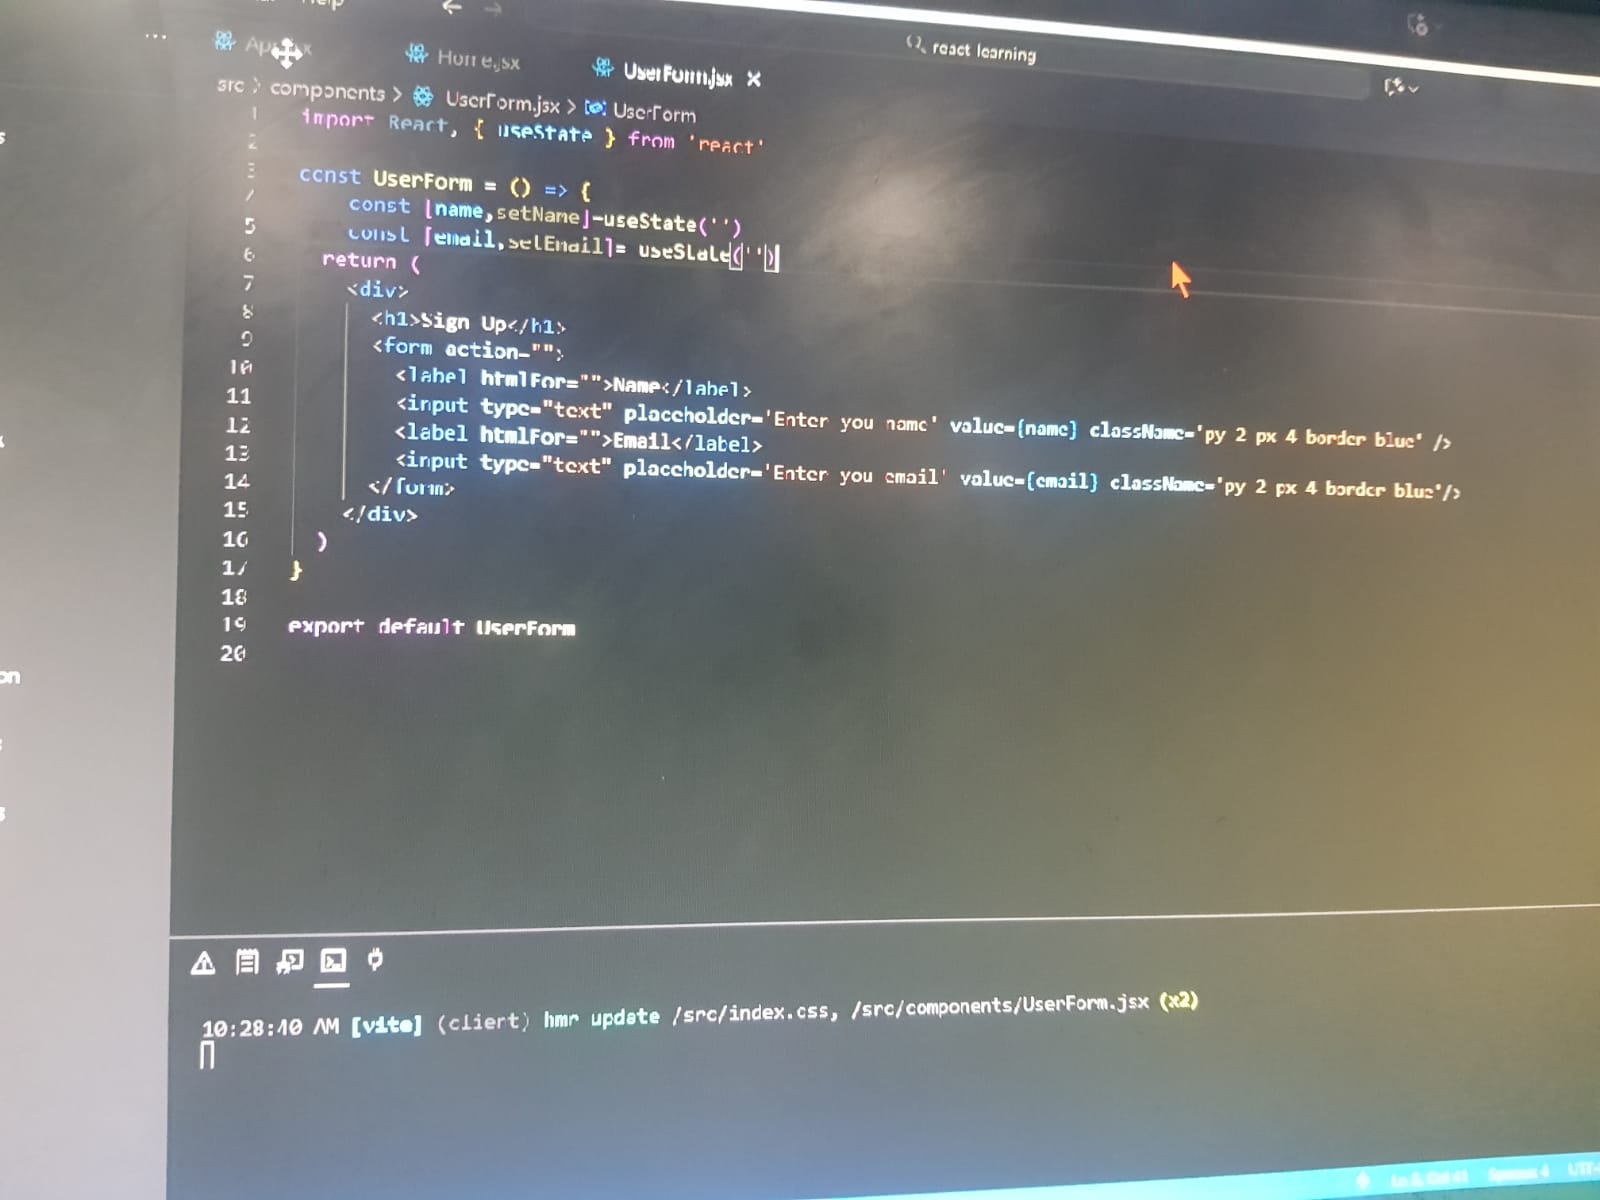 Help
react learning
Home.jsx
UserForm.jsx
src > components > UserForm.jsx > UserForm
1 import React, { useState } from 'react'
2
3 const UserForm = () => {
4 const [name,setName]=useState('')
5 const [email,setEmail]= useState('')
6 return (
7 <div>
8 <h1>Sign Up</h1>
9 <form action="">
10 <label htmlFor="">Name</label>
11 <input type="text" placeholder='Enter you name' value={name} className='py 2 px 4 border blue' />
12 <label htmlFor="">Email</label>
13 <input type="text" placeholder='Enter you email' value={email} className='py 2 px 4 border blue'/>
14 </form>
15 </div>
16 )
17 }
18
19 export default UserForm
20
on
10:28:40 AM [vite] (client) hmr update /src/index.css, /src/components/UserForm.jsx (x2)
Spaces: 4